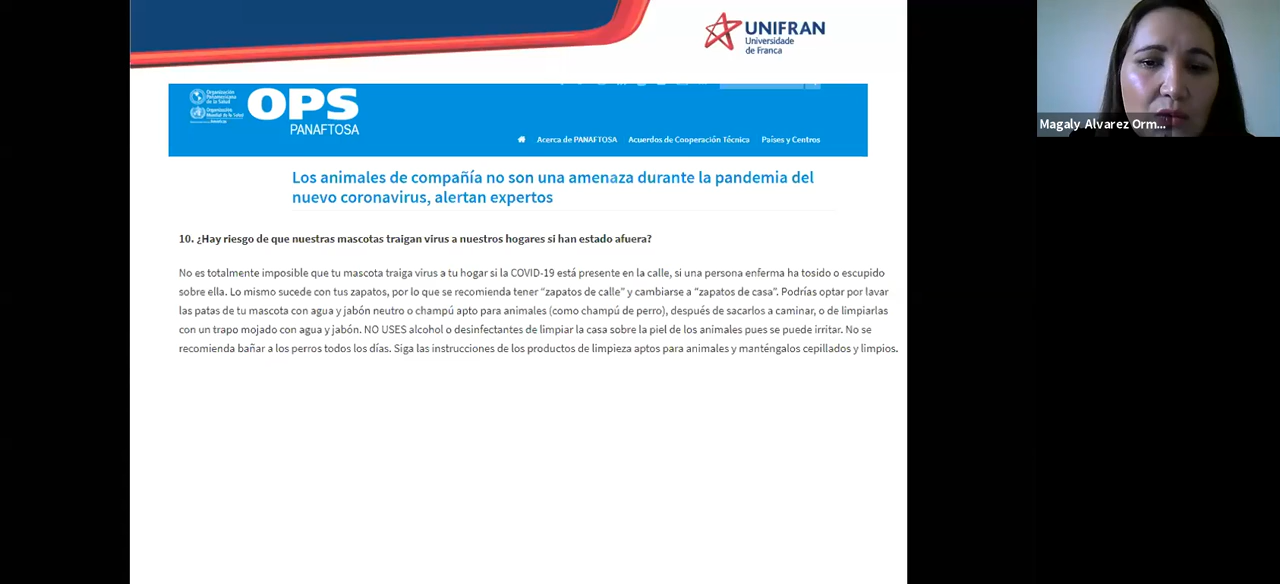 UNIFRAN
Universidade
de Franca
Organización
Panamericana
de la Salud
Organización
Mundial de la Salud
OPS
PANAFTOSA
Acerca de PANAFTOSA Acuerdos de Cooperación Técnica Países y Centros
Magaly Alvarez Orm...
Los animales de compañía no son una amenaza durante la pandemia del
nuevo coronavirus, alertan expertos
10. ¿Hay riesgo de que nuestras mascotas traigan virus a nuestros hogares si han estado afuera?
No es totalmente imposible que tu mascota traiga virus a tu hogar si la COVID-19 está presente en la calle, si una persona enferma ha tosido o escupido
sobre ella. Lo mismo sucede con tus zapatos, por lo que se recomienda tener “zapatos de calle” y cambiarse a “zapatos de casa”. Podrías optar por lavar
las patas de tu mascota con agua y jabón neutro o champú apto para animales (como champú de perro), después de sacarlos a caminar, o de limpiarlas
con un trapo mojado con agua y jabón. NO USES alcohol o desinfectantes de limpiar la casa sobre la piel de los animales pues se puede irritar. No se
recomienda bañar a los perros todos los días. Siga las instrucciones de los productos de limpieza aptos para animales y manténgalos cepillados y limpios.